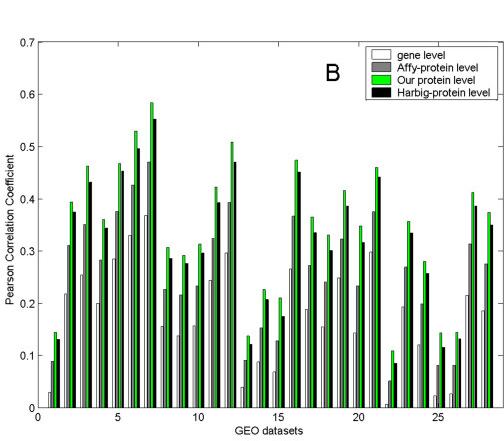 0.7
0.6
0.5
0.4
0.3
0.2
0.1
0
Pearson Correlation Coefficient
B
gene level
Affy-protein level
Our protein level
Harbig-protein level
0 5 10 15 20 25
GEO datasets